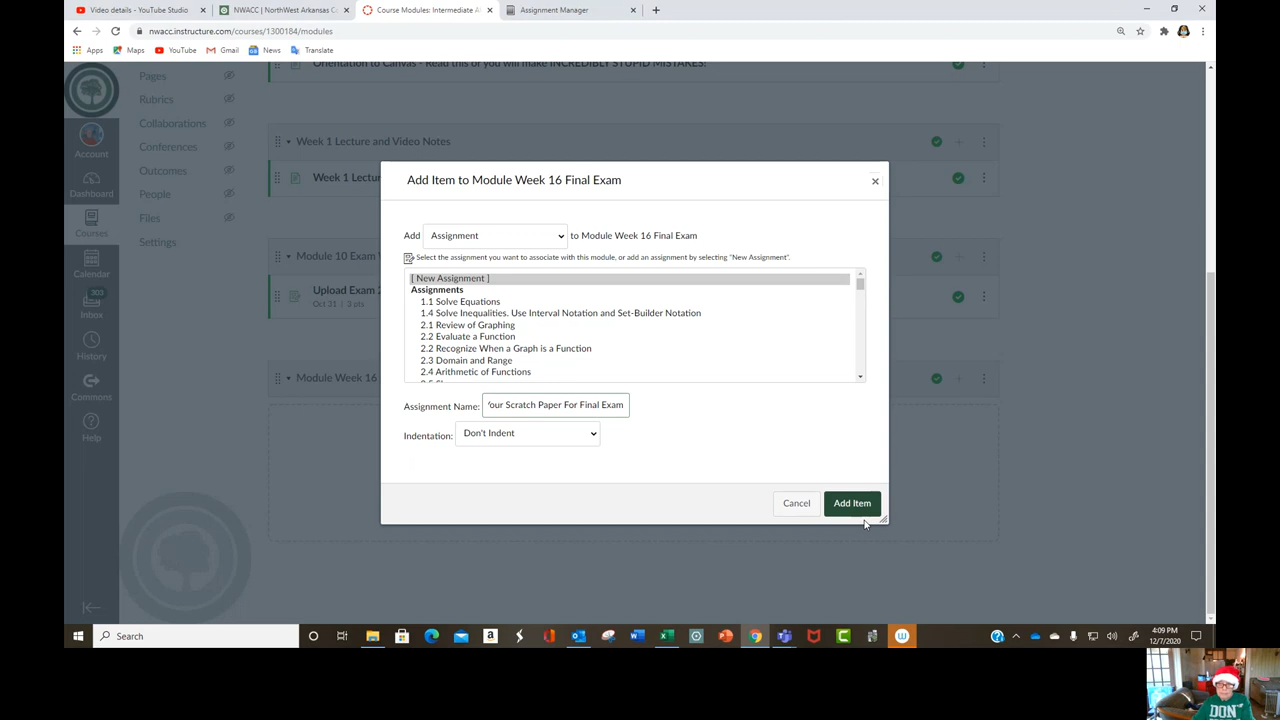 Video details - YouTube Studio
NWACC | NorthWest Arkansas C
Course Modules: Intermediate Al
Assignment Manager
nwacc.instructure.com/courses/1300184/modules
Apps
Maps
YouTube
Gmail
News
Translate
Orientation to Canvas - Read this or you will make INCREDIBLY STUPID MISTAKES!
Pages
Rubrics
Collaborations
Conferences
Outcomes
People
Files
Settings
Account
Dashboard
Courses
Calendar
303
Inbox
History
Commons
Help
Week 1 Lecture and Video Notes
Week 1 Lectur
Module 10 Exam
Upload Exam 2
Oct 31 | 3 pts
Module Week 16
Add Item to Module Week 16 Final Exam
Add Assignment to Module Week 16 Final Exam
Select the assignment you want to associate with this module, or add an assignment by selecting "New Assignment".
[ New Assignment ]
Assignments
1.1 Solve Equations
1.4 Solve Inequalities. Use Interval Notation and Set-Builder Notation
2.1 Review of Graphing
2.2 Evaluate a Function
2.2 Recognize When a Graph is a Function
2.3 Domain and Range
2.4 Arithmetic of Functions
Assignment Name: our Scratch Paper For Final Exam
Indentation: Don't Indent
Cancel
Add Item
Search
4:09 PM
12/7/2020
DON'